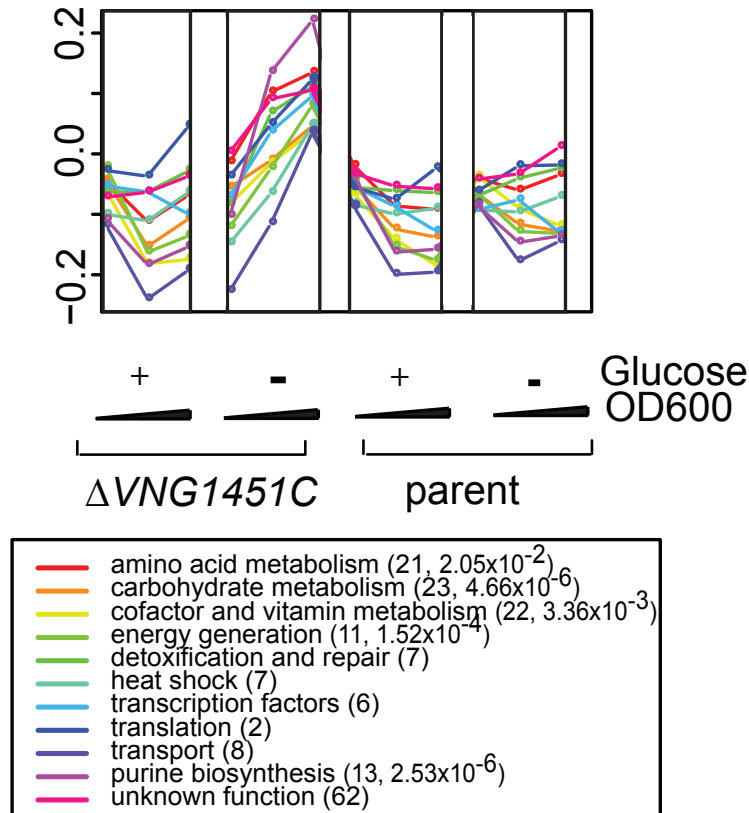 0.2
0.0
−0.2
+ - + - Glucose
OD600
ΔVNG1451C parent
amino acid metabolism (21, 2.05x10⁻²)
carbohydrate metabolism (23, 4.66x10⁻⁶)
cofactor and vitamin metabolism (22, 3.36x10⁻³)
energy generation (11, 1.52x10⁻⁴)
detoxification and repair (7)
heat shock (7)
transcription factors (6)
translation (2)
transport (8)
purine biosynthesis (13, 2.53x10⁻⁶)
unknown function (62)